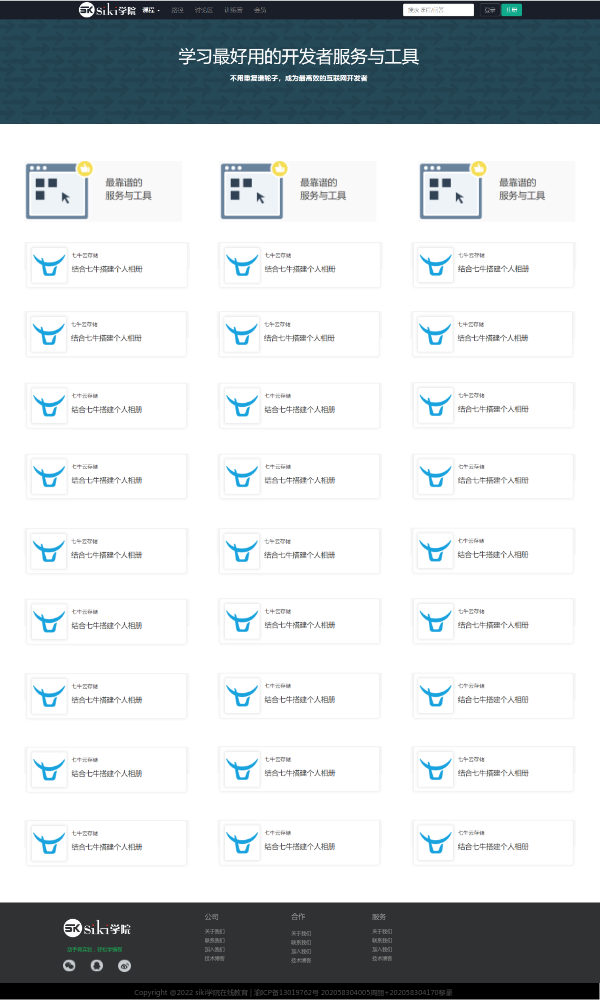 SK siki学院 课程 路径 讨论区 训练营 会员
登录 注册
学习最好用的开发者服务与工具
不用重复造轮子，成为最高效的互联网开发者
最靠谱的
服务与工具
最靠谱的
服务与工具
最靠谱的
服务与工具
七牛云存储 七牛云存储 七牛云存储
结合七牛搭建个人相册 结合七牛搭建个人相册 结合七牛搭建个人相册
七牛云存储 七牛云存储 七牛云存储
结合七牛搭建个人相册 结合七牛搭建个人相册 结合七牛搭建个人相册
七牛云存储 七牛云存储 七牛云存储
结合七牛搭建个人相册 结合七牛搭建个人相册 结合七牛搭建个人相册
七牛云存储 七牛云存储 七牛云存储
结合七牛搭建个人相册 结合七牛搭建个人相册 结合七牛搭建个人相册
七牛云存储 七牛云存储 七牛云存储
结合七牛搭建个人相册 结合七牛搭建个人相册 结合七牛搭建个人相册
七牛云存储 七牛云存储 七牛云存储
结合七牛搭建个人相册 结合七牛搭建个人相册 结合七牛搭建个人相册
七牛云存储 七牛云存储 七牛云存储
结合七牛搭建个人相册 结合七牛搭建个人相册 结合七牛搭建个人相册
七牛云存储 七牛云存储 七牛云存储
结合七牛搭建个人相册 结合七牛搭建个人相册 结合七牛搭建个人相册
七牛云存储 七牛云存储 七牛云存储
结合七牛搭建个人相册 结合七牛搭建个人相册 结合七牛搭建个人相册
SK siki学院
公司 合作 服务
关于我们 关于我们 关于我们
联系我们 联系我们 联系我们
加入我们 加入我们 加入我们
技术博客 技术博客 技术博客
Copyright @2022 siki学院在线教育 | 渝ICP备13019762号 202058304005周丽+202058304170